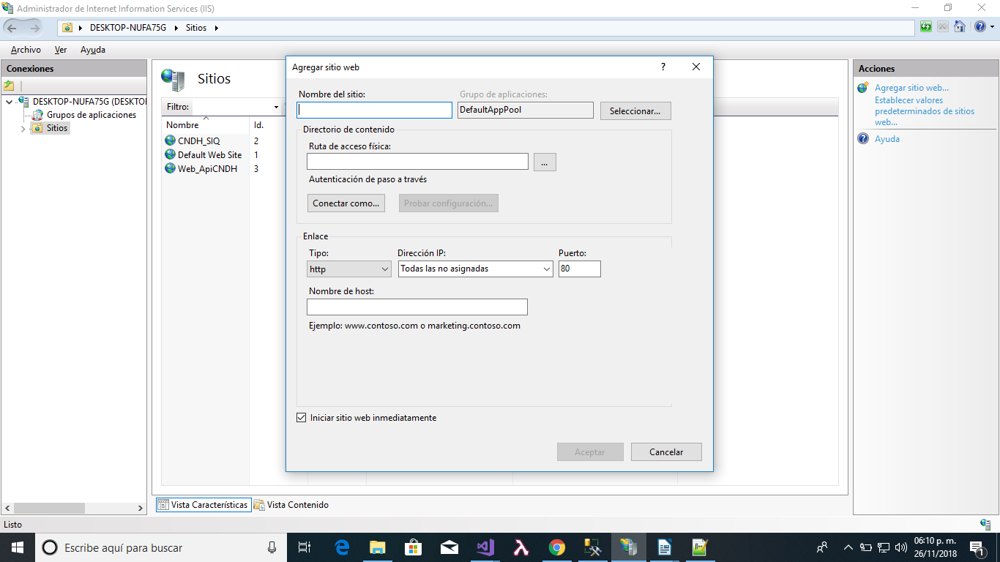 Administrador de Internet Information Services (IIS)
DESKTOP-NUFA75G Sitios
Archivo Ver Ayuda
Conexiones
DESKTOP-NUFA75G (DESKTO
Grupos de aplicaciones
Sitios
Sitios
Filtro:
Nombre Id.
CNDH_SIQ 2
Default Web Site 1
Web_ApiCNDH 3
Agregar sitio web ?
Nombre del sitio: Grupo de aplicaciones:
DefaultAppPool Seleccionar...
Directorio de contenido
Ruta de acceso física:
...
Autenticación de paso a través
Conectar como... Probar configuración...
Enlace
Tipo: Dirección IP: Puerto:
http Todas las no asignadas 80
Nombre de host:
Ejemplo: www.contoso.com o marketing.contoso.com
Iniciar sitio web inmediatamente
Aceptar Cancelar
Acciones
Agregar sitio web...
Establecer valores
predeterminados de sitios
web...
Ayuda
Vista Características Vista Contenido
Listo
Escribe aquí para buscar
06:10 p. m.
26/11/2018
1